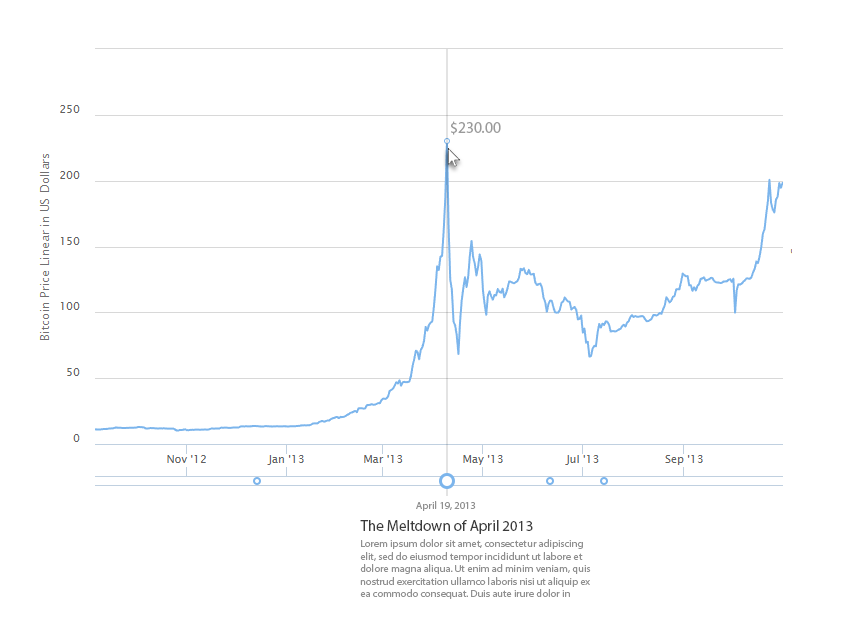 250
$230.00
200
150
100
50
0
Bitcoin Price Linear in US Dollars
Nov '12 Jan '13 Mar '13 May '13 Jul '13 Sep '13
April 19, 2013
The Meltdown of April 2013
Lorem ipsum dolor sit amet, consectetur adipiscing
elit, sed do eiusmod tempor incididunt ut labore et
dolore magna aliqua. Ut enim ad minim veniam, quis
nostrud exercitation ullamco laboris nisi ut aliquip ex
ea commodo consequat. Duis aute irure dolor in